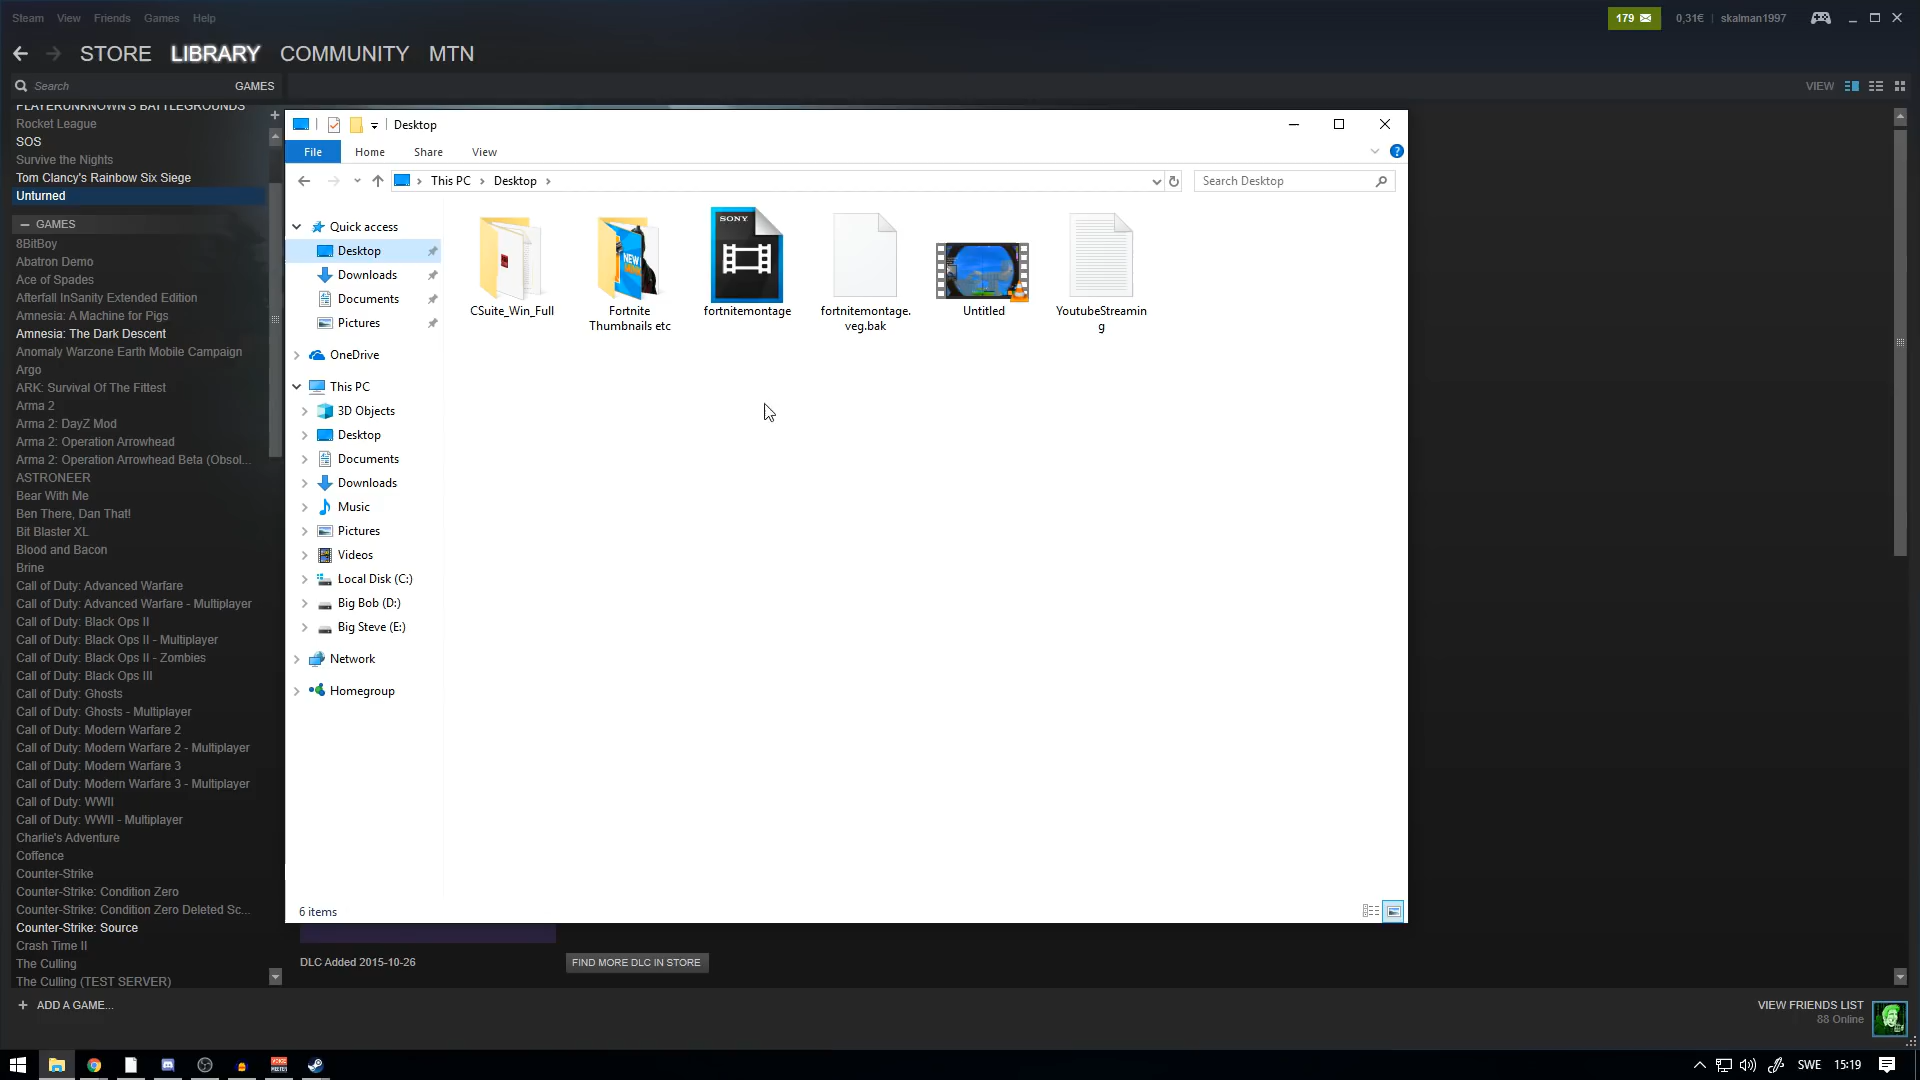 Steam View Friends Games Help
179
0,31€ | skalman1997
STORE LIBRARY COMMUNITY MTN
Search GAMES
VIEW
PLAYERUNKNOWN'S BATTLEGROUNDS
Rocket League
SOS
Survive the Nights
Tom Clancy's Rainbow Six Siege
Unturned
GAMES
8BitBoy
Abatron Demo
Ace of Spades
Afterfall InSanity Extended Edition
Amnesia: A Machine for Pigs
Amnesia: The Dark Descent
Anomaly Warzone Earth Mobile Campaign
Argo
ARK: Survival Of The Fittest
Arma 2
Arma 2: DayZ Mod
Arma 2: Operation Arrowhead
Arma 2: Operation Arrowhead Beta (Obsol...
ASTRONEER
Bear With Me
Ben There, Dan That!
Bit Blaster XL
Blood and Bacon
Brine
Call of Duty: Advanced Warfare
Call of Duty: Advanced Warfare - Multiplayer
Call of Duty: Black Ops II
Call of Duty: Black Ops II - Multiplayer
Call of Duty: Black Ops II - Zombies
Call of Duty: Black Ops III
Call of Duty: Ghosts
Call of Duty: Ghosts - Multiplayer
Call of Duty: Modern Warfare 2
Call of Duty: Modern Warfare 2 - Multiplayer
Call of Duty: Modern Warfare 3
Call of Duty: Modern Warfare 3 - Multiplayer
Call of Duty: WWII
Call of Duty: WWII - Multiplayer
Charlie's Adventure
Coffence
Counter-Strike
Counter-Strike: Condition Zero
Counter-Strike: Condition Zero Deleted Sc...
Counter-Strike: Source
Crash Time II
The Culling
The Culling (TEST SERVER)
ADD A GAME...
Desktop
File Home Share View
This PC Desktop
Search Desktop
Quick access
Desktop
Downloads
Documents
Pictures
OneDrive
This PC
3D Objects
Desktop
Documents
Downloads
Music
Pictures
Videos
Local Disk (C:)
Big Bob (D:)
Big Steve (E:)
Network
Homegroup
CSuite_Win_Full
NEW
Fortnite
Thumbnails etc
SONY
fortnitemontage
fortnitemontage.
veg.bak
Untitled
YoutubeStreamin
g
6 items
DLC Added 2015-10-26
FIND MORE DLC IN STORE
VIEW FRIENDS LIST
88 Online
SWE 15:19